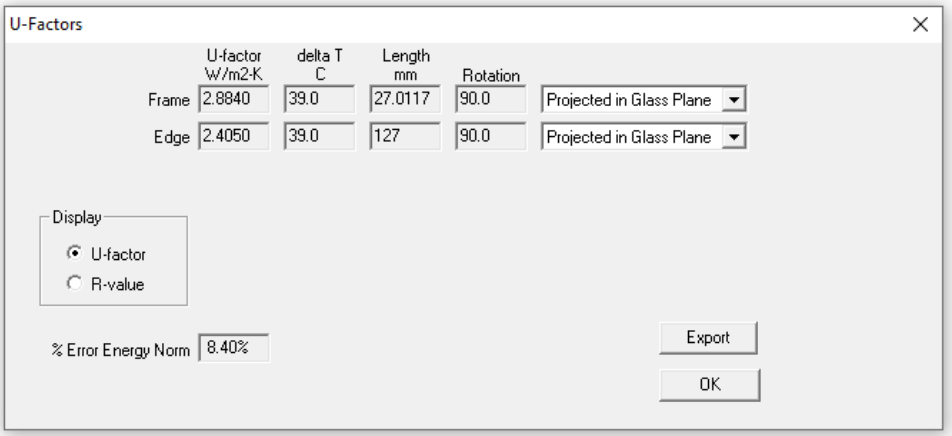 U-Factors
U-factor delta T Length
W/m2-K C mm Rotation
Frame 2.8840 39.0 27.0117 90.0 Projected in Glass Plane
Edge 2.4050 39.0 127 90.0 Projected in Glass Plane
Display
U-factor
R-value
% Error Energy Norm 8.40%
Export
OK